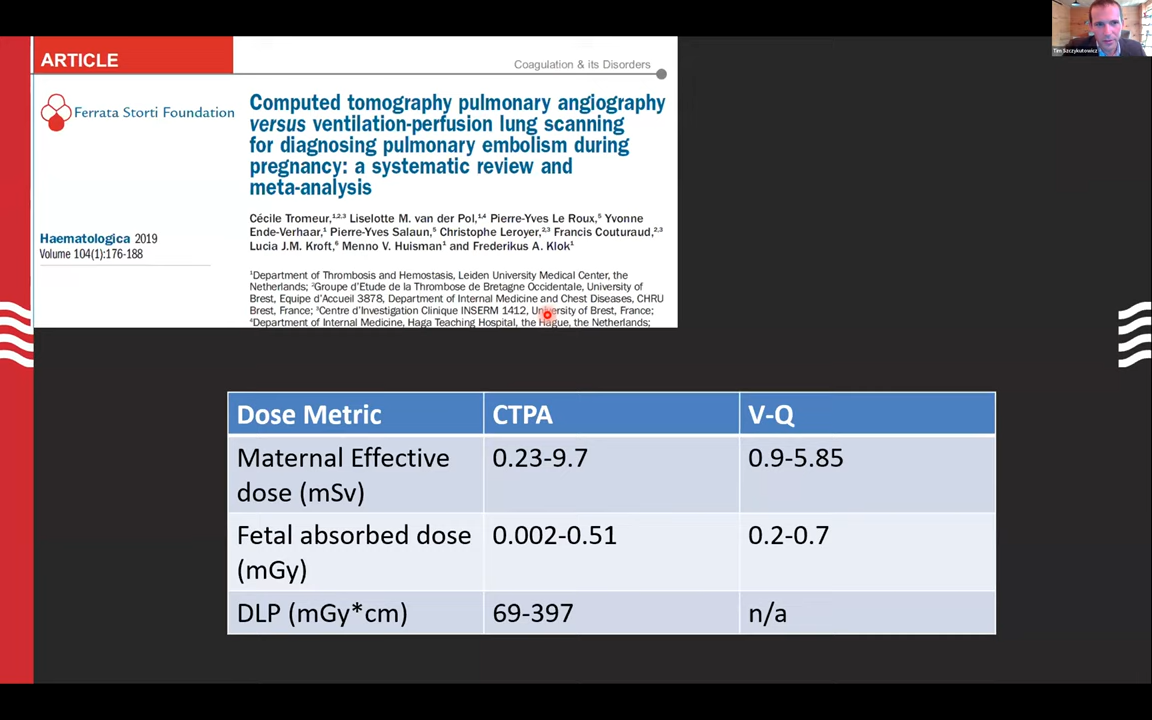 Tim Szczykutowicz
ARTICLE
Coagulation & its Disorders
Ferrata Storti Foundation
Computed tomography pulmonary angiography
versus ventilation-perfusion lung scanning
for diagnosing pulmonary embolism during
pregnancy: a systematic review and
meta-analysis
Haematologica 2019
Volume 104(1):176-188
Cécile Tromeur,1,2,3 Liselotte M. van der Pol,1,4 Pierre-Yves Le Roux,5 Yvonne
Ende-Verhaar,1 Pierre-Yves Salaun,5 Christophe Leroyer,2,3 Francis Couturaud,2,3
Lucia J.M. Kroft,6 Menno V. Huisman1 and Frederikus A. Klok1
1Department of Thrombosis and Hemostasis, Leiden University Medical Center, the
Netherlands; 2Groupe d'Etude de la Thrombose de Bretagne Occidentale, University of
Brest, Equipe d'Accueil 3878, Department of Internal Medicine and Chest Diseases, CHRU
Brest, France; 3Centre d'Investigation Clinique INSERM 1412, University of Brest, France;
4Department of Internal Medicine, Haga Teaching Hospital, the Hague, the Netherlands;
Dose Metric CTPA V-Q
Maternal Effective 0.23-9.7 0.9-5.85
dose (mSv)
Fetal absorbed dose 0.002-0.51 0.2-0.7
(mGy)
DLP (mGy*cm) 69-397 n/a